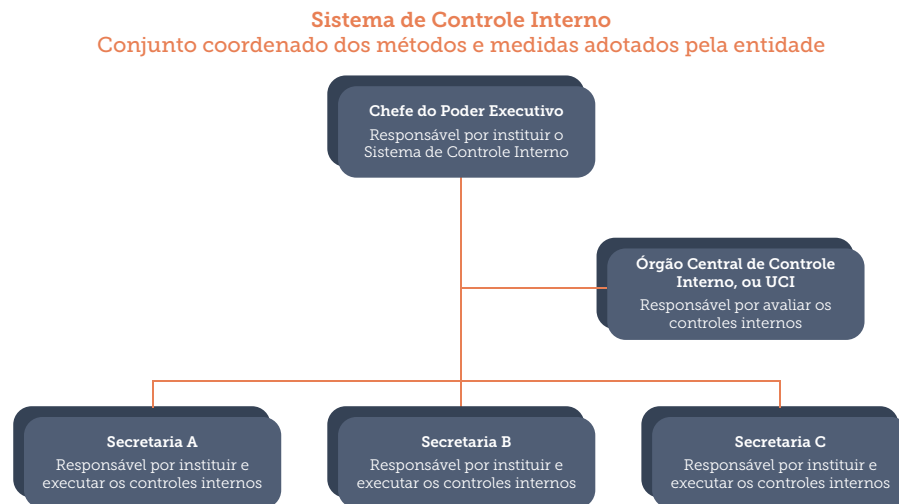 Sistema de Controle Interno
Conjunto coordenado dos métodos e medidas adotados pela entidade
Chefe do Poder Executivo
Responsável por instituir o
Sistema de Controle Interno
Órgão Central de Controle
Interno, ou UCI
Responsável por avaliar os
controles internos
Secretaria A
Responsável por instituir e
executar os controles internos
Secretaria B
Responsável por instituir e
executar os controles internos
Secretaria C
Responsável por instituir e
executar os controles internos